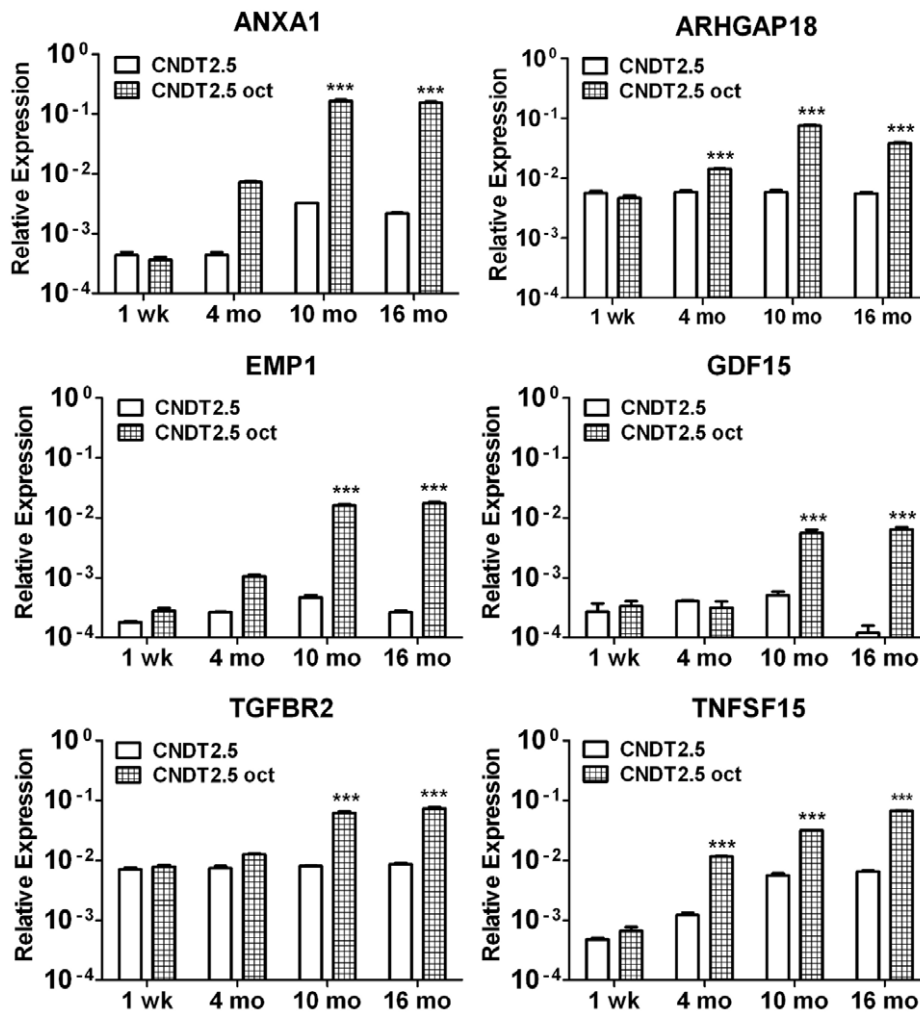 ANXA1
Relative Expression
10^0
10^-1
10^-2
10^-3
10^-4
CNDT2.5
CNDT2.5 oct
***
***
1 wk 4 mo 10 mo 16 mo
ARHGAP18
Relative Expression
10^0
10^-1
10^-2
10^-3
10^-4
CNDT2.5
CNDT2.5 oct
***
***
***
1 wk 4 mo 10 mo 16 mo
EMP1
Relative Expression
10^0
10^-1
10^-2
10^-3
10^-4
CNDT2.5
CNDT2.5 oct
***
***
1 wk 4 mo 10 mo 16 mo
GDF15
Relative Expression
10^0
10^-1
10^-2
10^-3
10^-4
CNDT2.5
CNDT2.5 oct
***
***
1 wk 4 mo 10 mo 16 mo
TGFBR2
Relative Expression
10^0
10^-1
10^-2
10^-3
10^-4
CNDT2.5
CNDT2.5 oct
***
***
1 wk 4 mo 10 mo 16 mo
TNFSF15
Relative Expression
10^0
10^-1
10^-2
10^-3
10^-4
CNDT2.5
CNDT2.5 oct
***
***
***
1 wk 4 mo 10 mo 16 mo